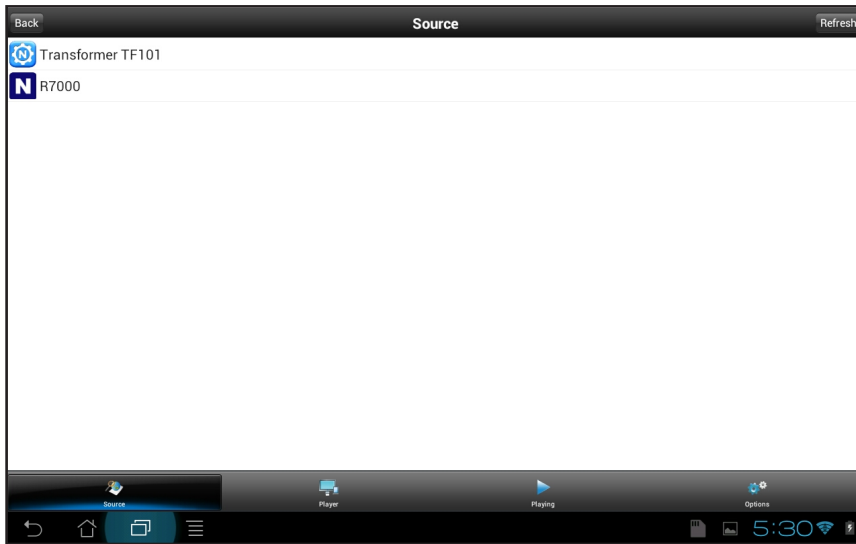 Back
Source
Refresh
Transformer TF101
N R7000
Source
Player
Playing
Options
5:30